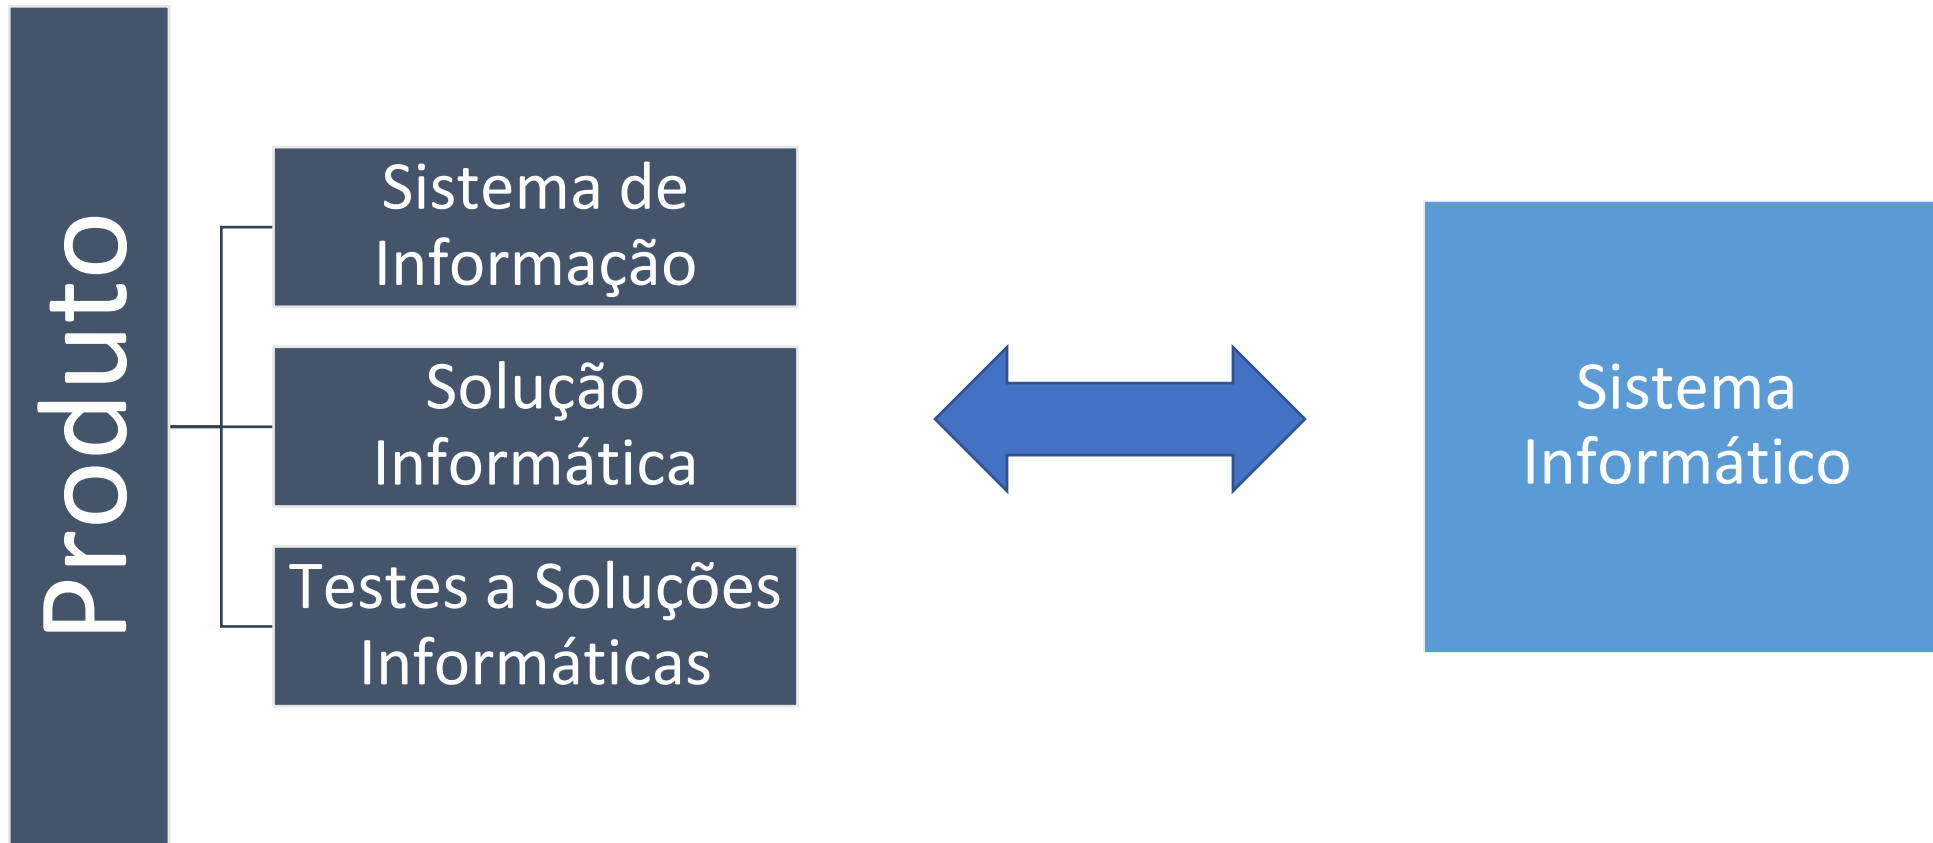 Produto
Sistema de
Informação
Solução
Informática
Testes a Soluções
Informáticas
Sistema
Informático